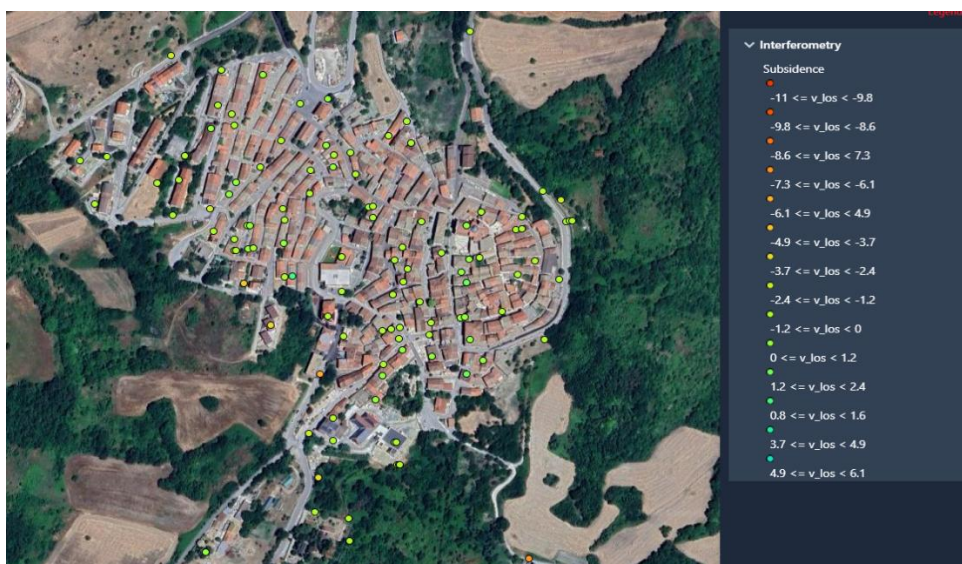 Legend
Interferometry
Subsidence
-11 <= v_los < -9.8
-9.8 <= v_los < -8.6
-8.6 <= v_los < 7.3
-7.3 <= v_los < -6.1
-6.1 <= v_los < 4.9
-4.9 <= v_los < -3.7
-3.7 <= v_los < -2.4
-2.4 <= v_los < -1.2
-1.2 <= v_los < 0
0 <= v_los < 1.2
1.2 <= v_los < 2.4
0.8 <= v_los < 1.6
3.7 <= v_los < 4.9
4.9 <= v_los < 6.1